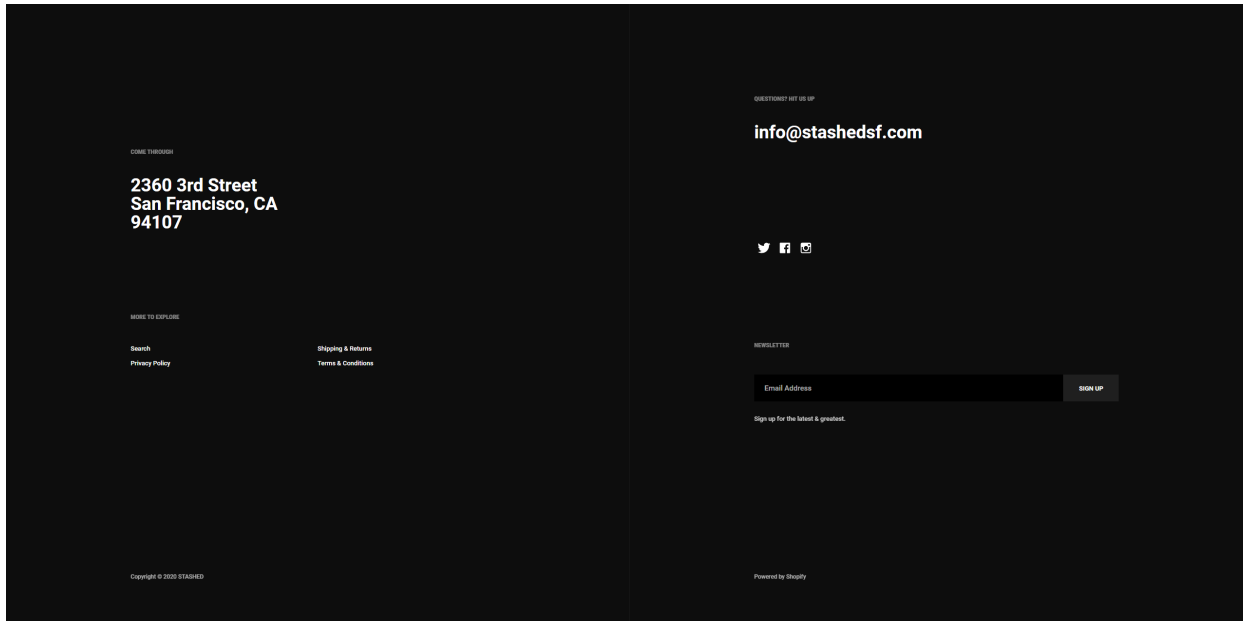 COME THROUGH
2360 3rd Street
San Francisco, CA
94107
MORE TO EXPLORE
Search
Shipping & Returns
Privacy Policy
Terms & Conditions
Copyright © 2020 STASHED
QUESTIONS? HIT US UP
info@stashedsf.com
NEWSLETTER
Email Address
SIGN UP
Sign up for the latest & greatest.
Powered by Shopify